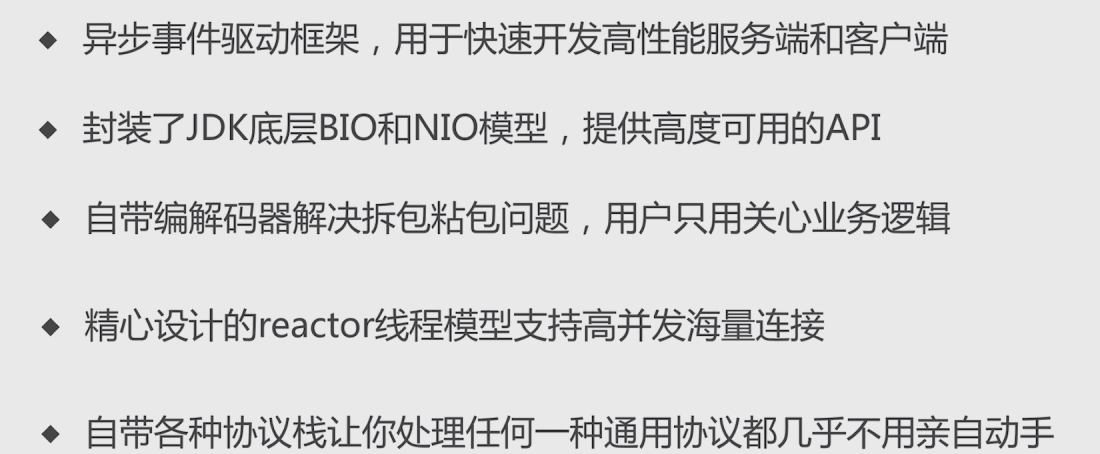 ◆ 异步事件驱动框架，用于快速开发高性能服务端和客户端
◆ 封装了JDK底层BIO和NIO模型，提供高度可用的API
◆ 自带编解码器解决拆包粘包问题，用户只用关心业务逻辑
◆ 精心设计的reactor线程模型支持高并发海量连接
◆ 自带各种协议栈让你处理任何一种通用协议都几乎不用亲自动手